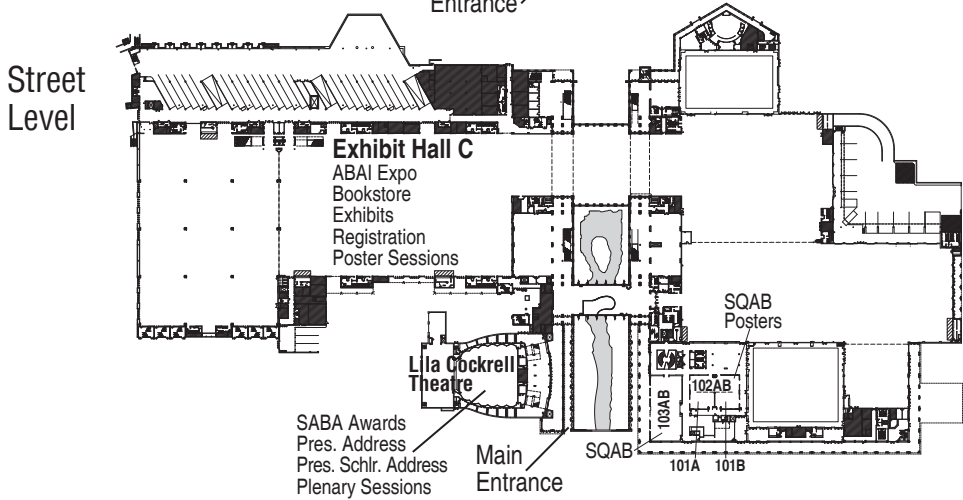 Entrance
Street
Level
Exhibit Hall C
ABAI Expo
Bookstore
Exhibits
Registration
Poster Sessions
SQAB
Posters
Lila Cockrell
Theatre
102AB
103AB
SABA Awards
Pres. Address
Pres. Schlr. Address
Plenary Sessions
Main
Entrance
SQAB
101A
101B